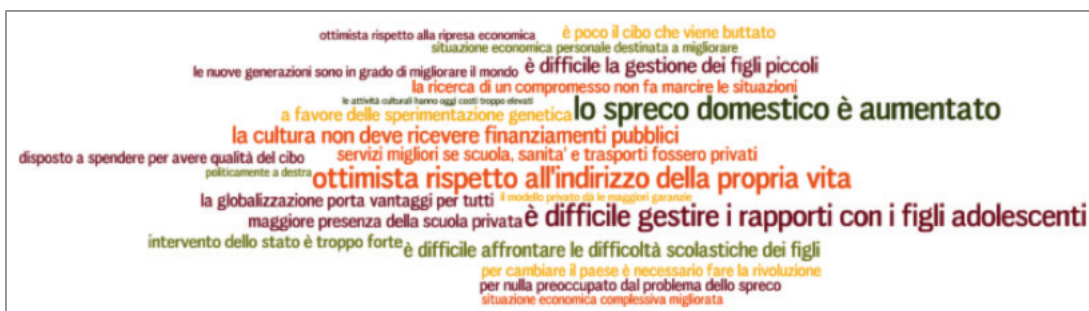 ottimista rispetto alla ripresa economica è poco il cibo che viene buttato
situazione economica personale destinata a migliorare
le nuove generazioni sono in grado di migliorare il mondo è difficile la gestione dei figli piccoli
la ricerca di un compromesso non fa marcire le situazioni
le attività culturali hanno oggi costi troppo elevati
a favore delle sperimentazione genetica lo spreco domestico è aumentato
la cultura non deve ricevere finanziamenti pubblici
disposto a spendere per avere qualità del cibo servizi migliori se scuola, sanita' e trasporti fossero privati
politicamente a destra ottimista rispetto all'indirizzo della propria vita
la globalizzazione porta vantaggi per tutti il modello privato dà le maggiori garanzie
maggiore presenza della scuola privata è difficile gestire i rapporti con i figli adolescenti
intervento dello stato è troppo forte è difficile affrontare le difficoltà scolastiche dei figli
per cambiare il paese è necessario fare la rivoluzione
per nulla preoccupato dal problema dello spreco
situazione economica complessiva migliorata